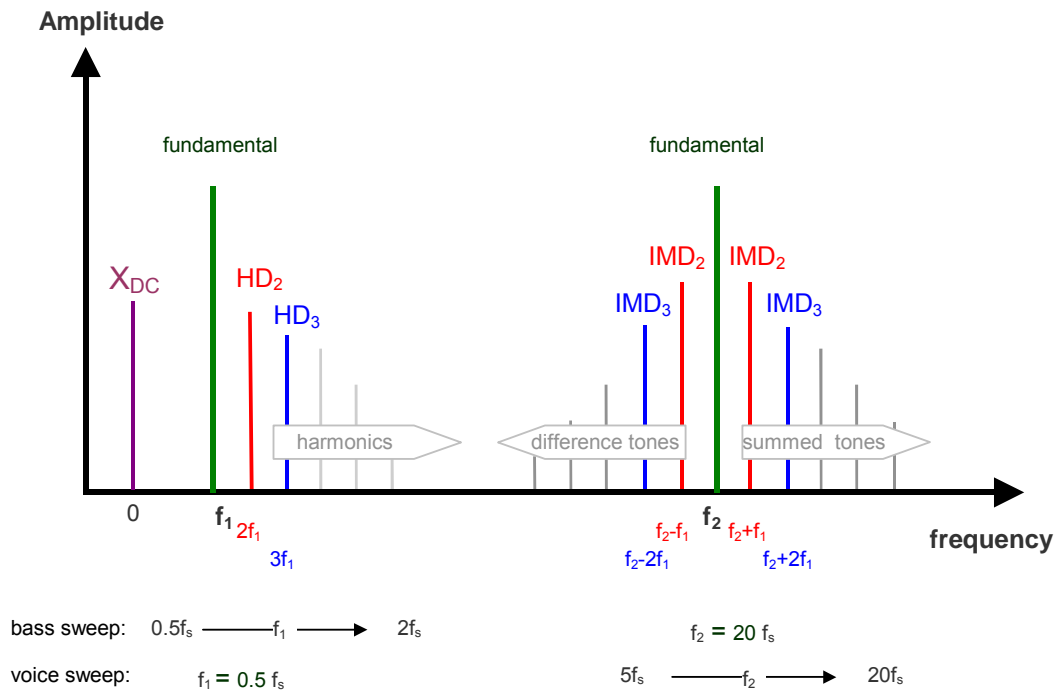 Amplitude
fundamental fundamental
X_DC HD₂ IMD₂ IMD₂
HD₃ IMD₃ IMD₃
harmonics difference tones summed tones
0 f₁ 2f₁ f₂-f₁ f₂ f₂+f₁
3f₁ f₂-2f₁ f₂+2f₁ frequency
bass sweep: 0.5fₛ f₁ 2fₛ f₂ = 20 fₛ
voice sweep: f₁ = 0.5 fₛ 5fₛ f₂ 20fₛ